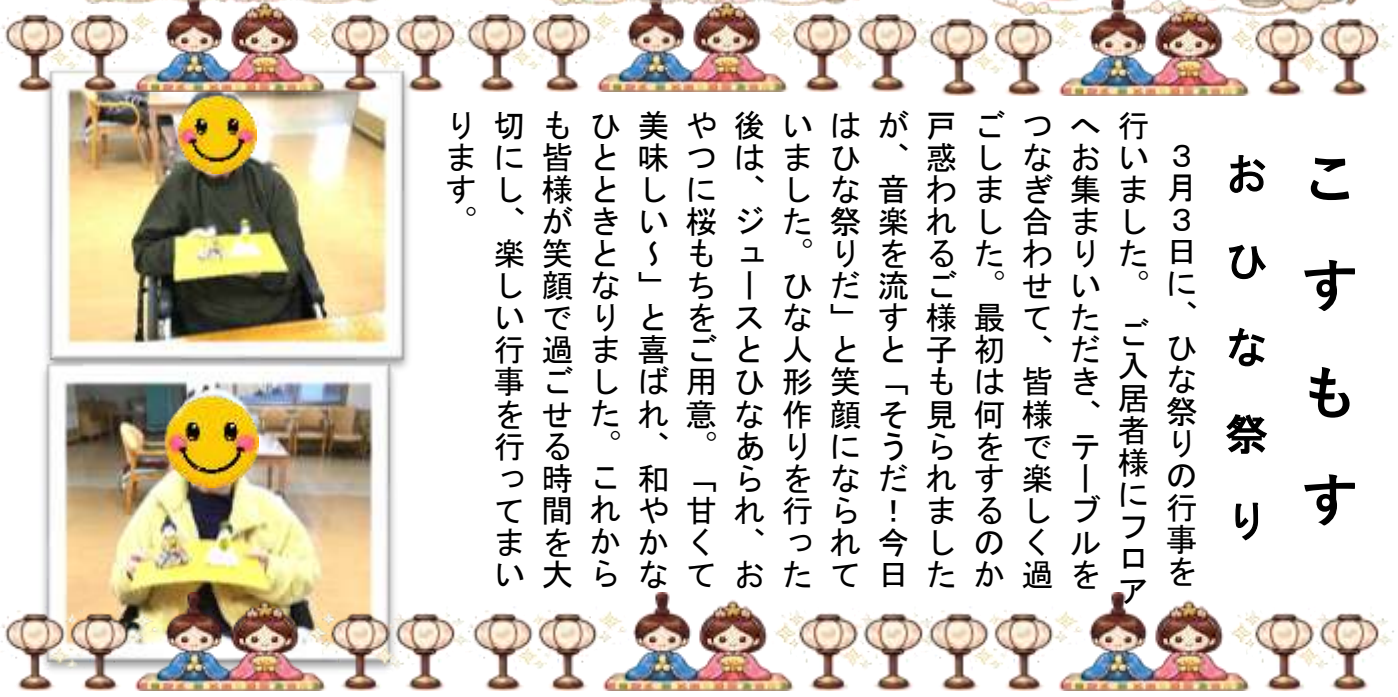 こすもす
おひな祭り
３月３日に、ひな祭りの行事を
行いました。ご入居者様にフロア
へお集まりいただき、テーブルを
つなぎ合わせて、皆様で楽しく過
ごしました。最初は何をするのか
戸惑われるご様子も見られました
が、音楽を流すと「そうだ！今日
はひな祭りだ」と笑顔になられて
いました。ひな人形作りを行った
後は、ジュースとひなあられ、お
やつに桜もちをご用意。「甘くて
美味しい～」と喜ばれ、和やかな
ひとときとなりました。これから
も皆様が笑顔で過ごせる時間を大
切にし、楽しい行事を行ってまい
ります。